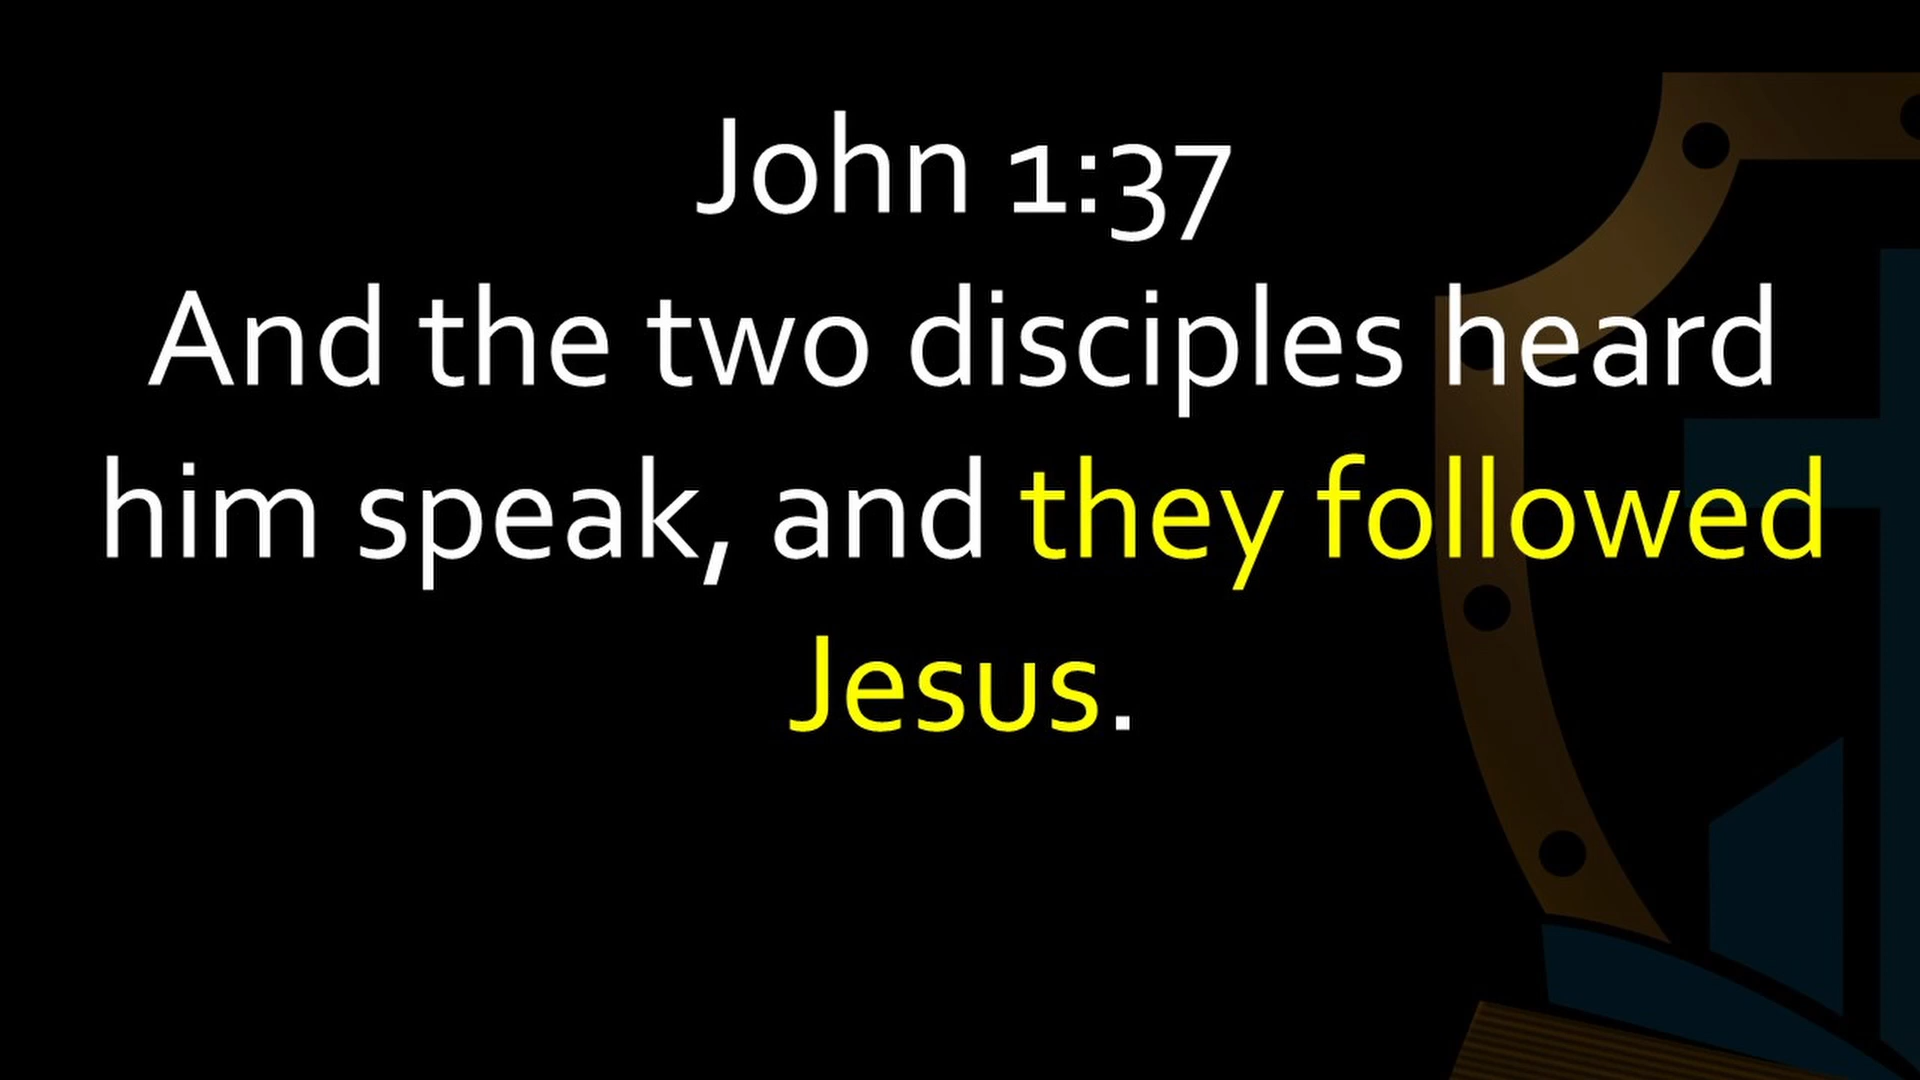 John 1:37
And the two disciples heard
him speak, and they followed
Jesus.